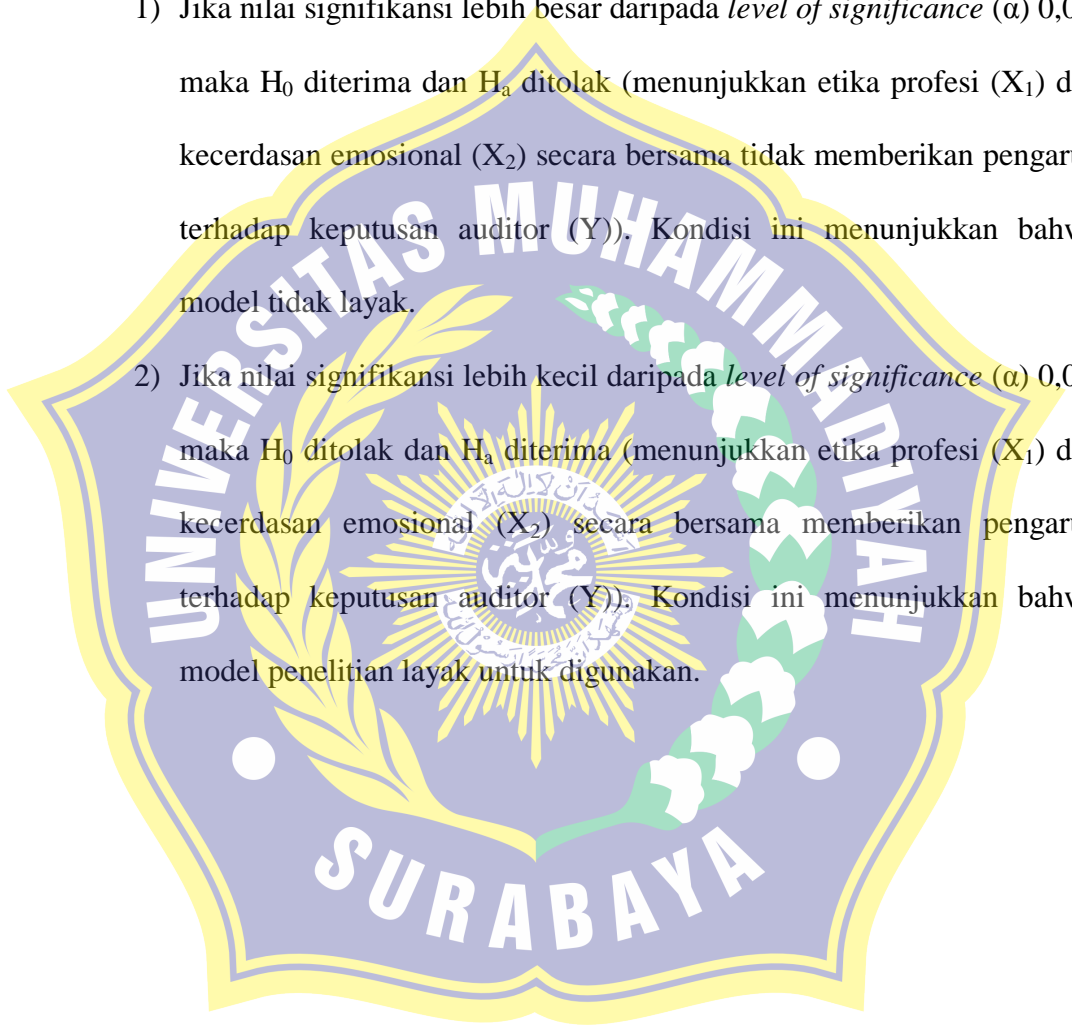 1) Jika nilai signifikansi lebih besar daripada level of significance (α) 0,0
maka H₀ diterima dan Hₐ ditolak (menunjukkan etika profesi (X₁) d
kecerdasan emosional (X₂) secara bersama tidak memberikan pengar
terhadap keputusan auditor (Y)). Kondisi ini menunjukkan bahw
model tidak layak.
2) Jika nilai signifikansi lebih kecil daripada level of significance (α) 0,0
maka H₀ ditolak dan Hₐ diterima (menunjukkan etika profesi (X₁) d
kecerdasan emosional (X₂) secara bersama memberikan pengar
terhadap keputusan auditor (Y)). Kondisi ini menunjukkan bahw
model penelitian layak untuk digunakan.
UNIVERSITAS MUHAMMADIYAH
SURABAYA